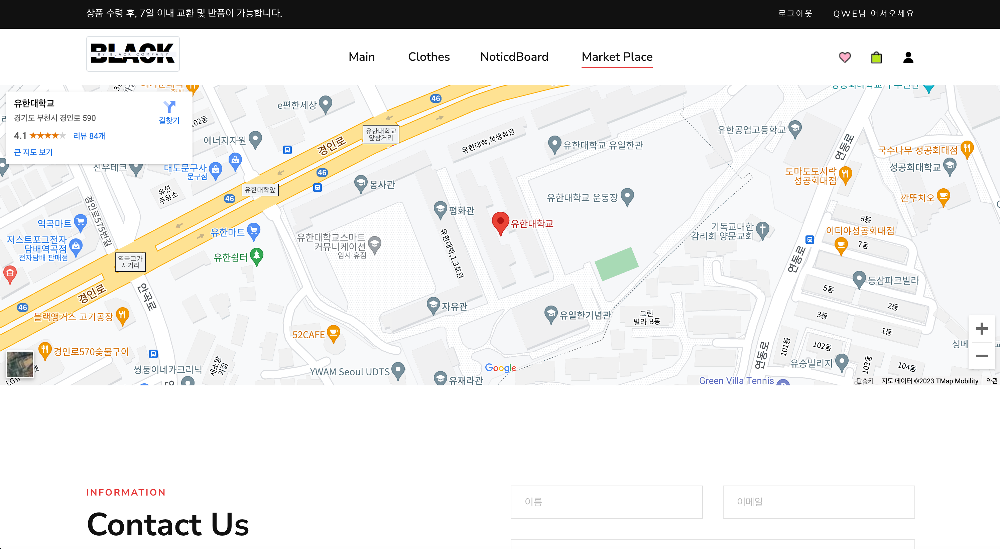 상품 수령 후, 7일 이내 교환 및 반품이 가능합니다.
로그아웃
QWE님 어서오세요
BLACK
BY BLACK COMPANY
Main
Clothes
NoticdBoard
Market Place
유한대학교
경기도 부천시 경인로 590
4.1
리뷰 84개
큰 지도 보기
길찾기
102동
e편한세상
46
유한대학교
앞삼거리
에너지자원
경인로
유한대학,학생회관
유한대학교 유일한관
유한공업고등학교
연동로
국수나무 성공회대점
성공회대학교
토마토도시락
성공회대점
깐뚜치오
신우테크
대도문구사
문구점
46
유한
주유소
유한대학앞
46
봉사관
유한대학교 운동장
경인로575번길
평화관
유한대학교
역곡마트
유한마트
저스트포그전자
담배역곡점
전자담배 판매점
유한대학교스마트
커뮤니케이션
임시 휴점
유한대학,1,3호관
기독교대한
감리회 양문교회
8동
이디야성공회대점
7동
유한쉼터
역곡고가
사거리
연동로
동삼파크빌라
5동
2동
3동
1동
경인로
안곡로
46
블랙앵거스 고기공장
자유관
유일한기념관
그린
빌라 B동
52CAFE
경인로570숯불구이
쌍둥이네카크리닉
새소망
의집
YWAM Seoul UDTS
유재라관
Google
연동로
101동
102동
유승빌리지
103동
104동
성베
Green Villa Tennis
단축키
지도 데이터 ©2023 TMap Mobility
약관
INFORMATION
Contact Us
이름
이메일